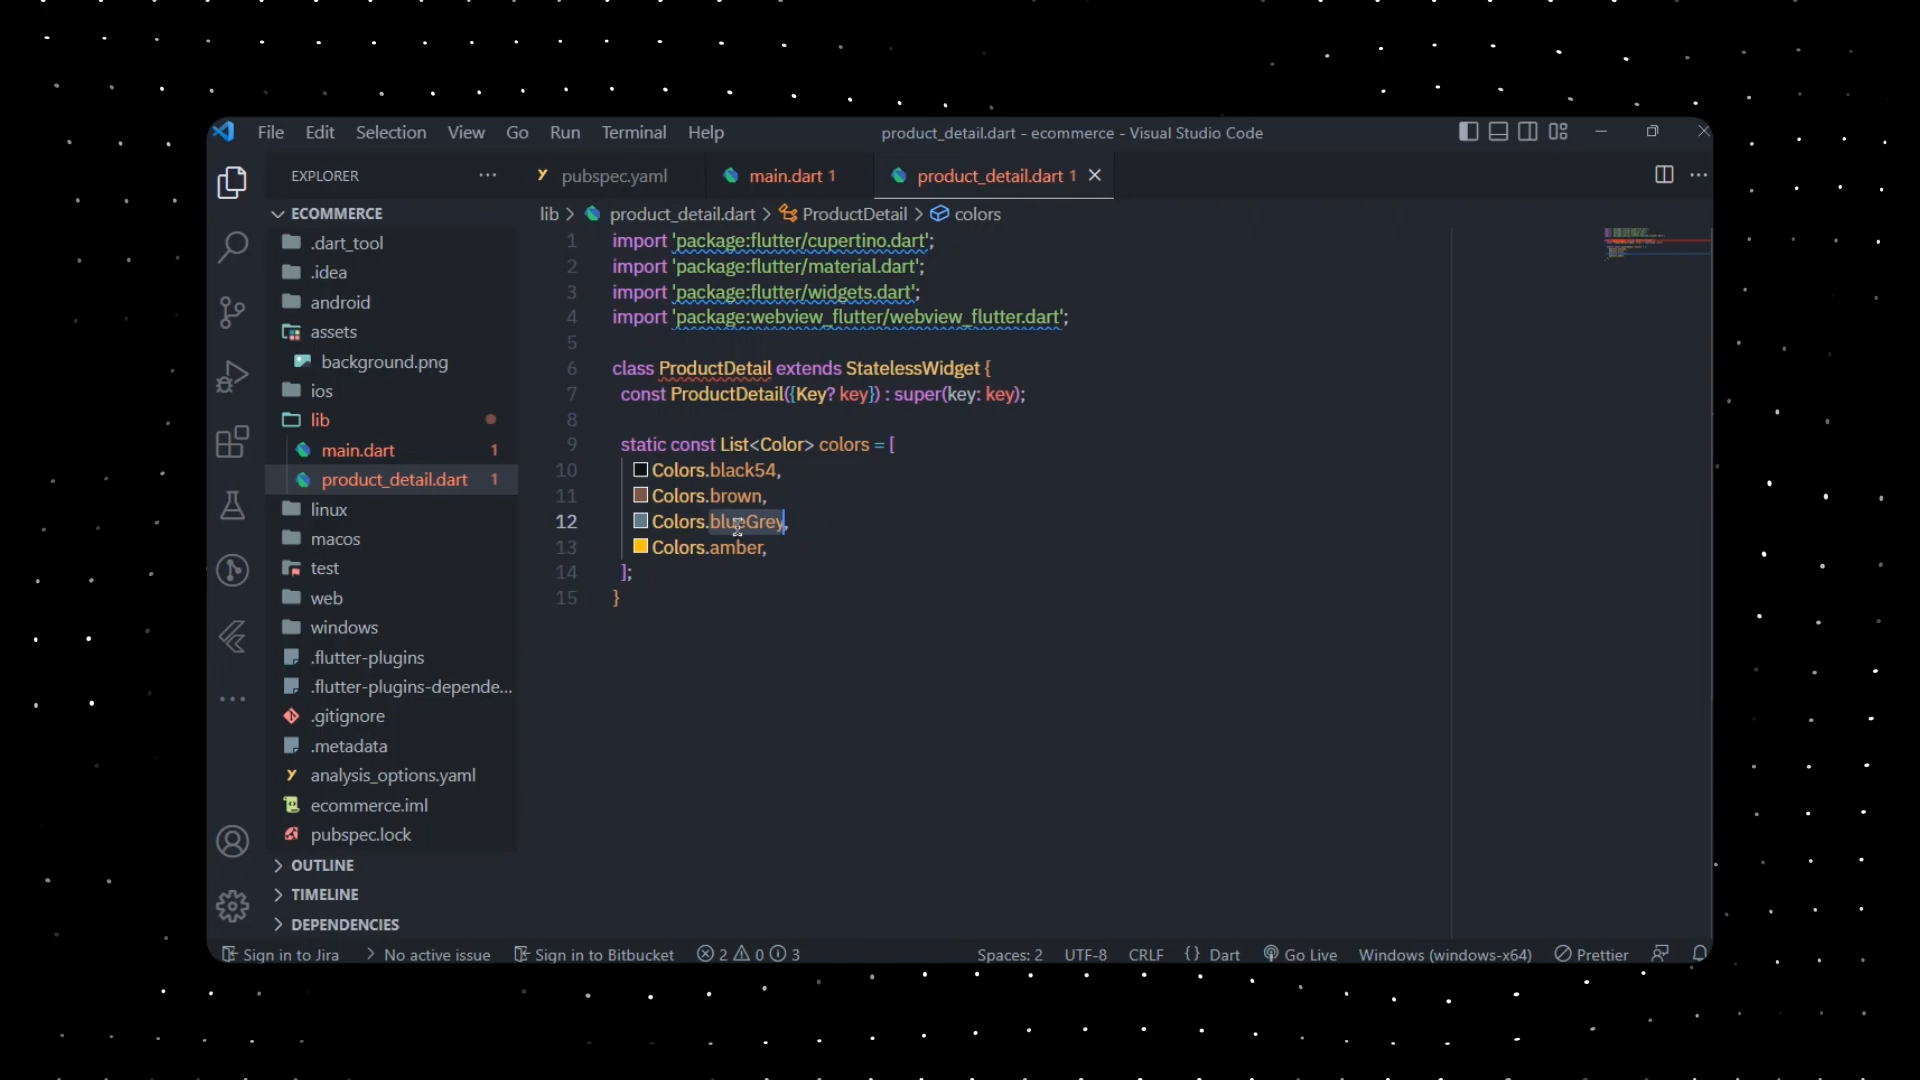 File Edit Selection View Go Run Terminal Help
product_detail.dart - ecommerce - Visual Studio Code
EXPLORER
pubspec.yaml
main.dart 1
product_detail.dart 1
ECOMMERCE
.dart_tool
.idea
android
assets
background.png
ios
lib
main.dart 1
product_detail.dart 1
linux
macos
test
web
windows
.flutter-plugins
.flutter-plugins-depende...
.gitignore
.metadata
analysis_options.yaml
ecommerce.iml
pubspec.lock
OUTLINE
TIMELINE
DEPENDENCIES
lib > product_detail.dart > ProductDetail > colors
1 import 'package:flutter/cupertino.dart';
2 import 'package:flutter/material.dart';
3 import 'package:flutter/widgets.dart';
4 import 'package:webview_flutter/webview_flutter.dart';
5
6 class ProductDetail extends StatelessWidget {
7 const ProductDetail({Key? key}) : super(key: key);
8
9 static const List<Color> colors = [
10 Colors.black54,
11 Colors.brown,
12 Colors.blueGrey,
13 Colors.amber,
14 ];
15 }
Sign in to Jira > No active issue Sign in to Bitbucket 2 0 3
Spaces: 2 UTF-8 CRLF {} Dart Go Live Windows (windows-x64) Prettier